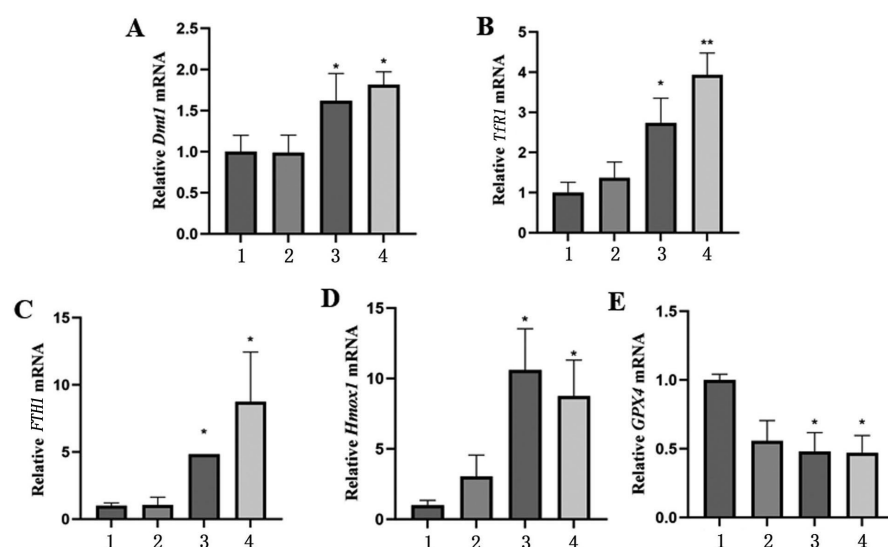 A
Relative Dmt1 mRNA
2.5
2.0
1.5
1.0
0.5
0.0
* *
1 2 3 4
B
Relative TfR1 mRNA
5
4
3
2
1
0
* **
1 2 3 4
C
Relative FTH1 mRNA
15
10
5
0
* *
1 2 3 4
D
Relative Hmox1 mRNA
15
10
5
0
* *
1 2 3 4
E
Relative GPX4 mRNA
1.5
1.0
0.5
0.0
* *
1 2 3 4